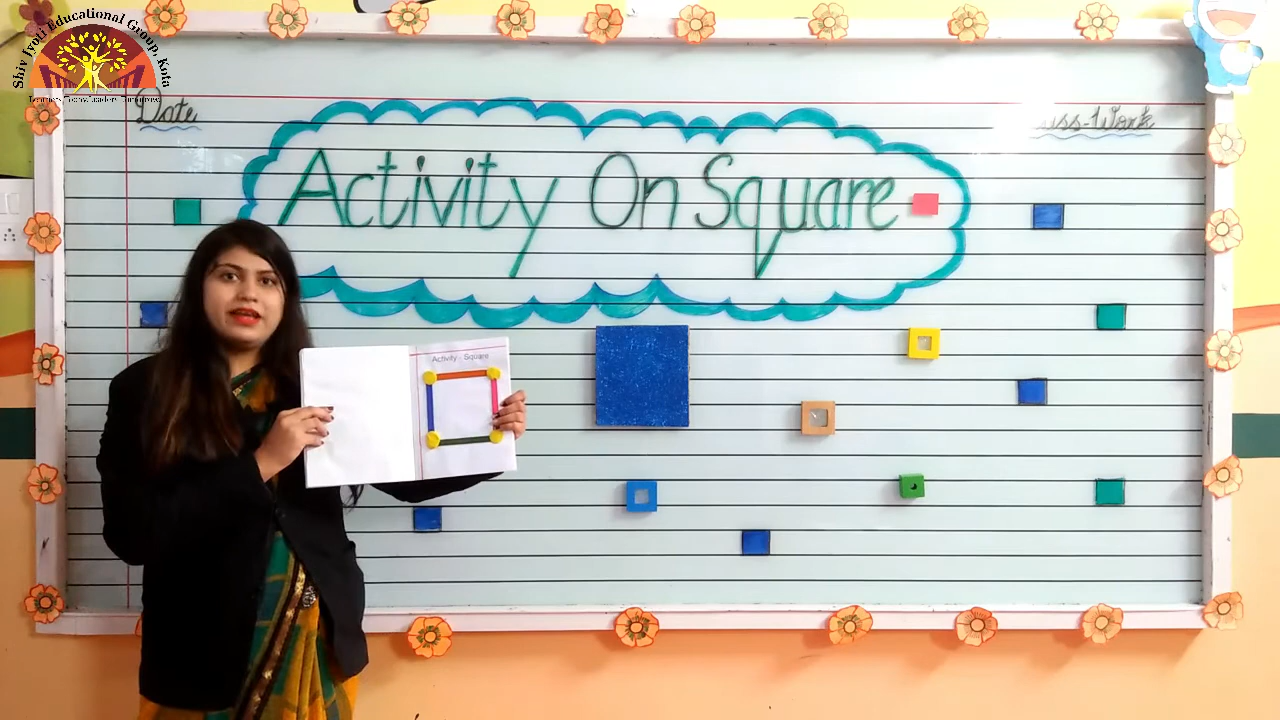 Shiv Jyoti Educational Group, Kota
Date
Activity On Square
Activity - Square